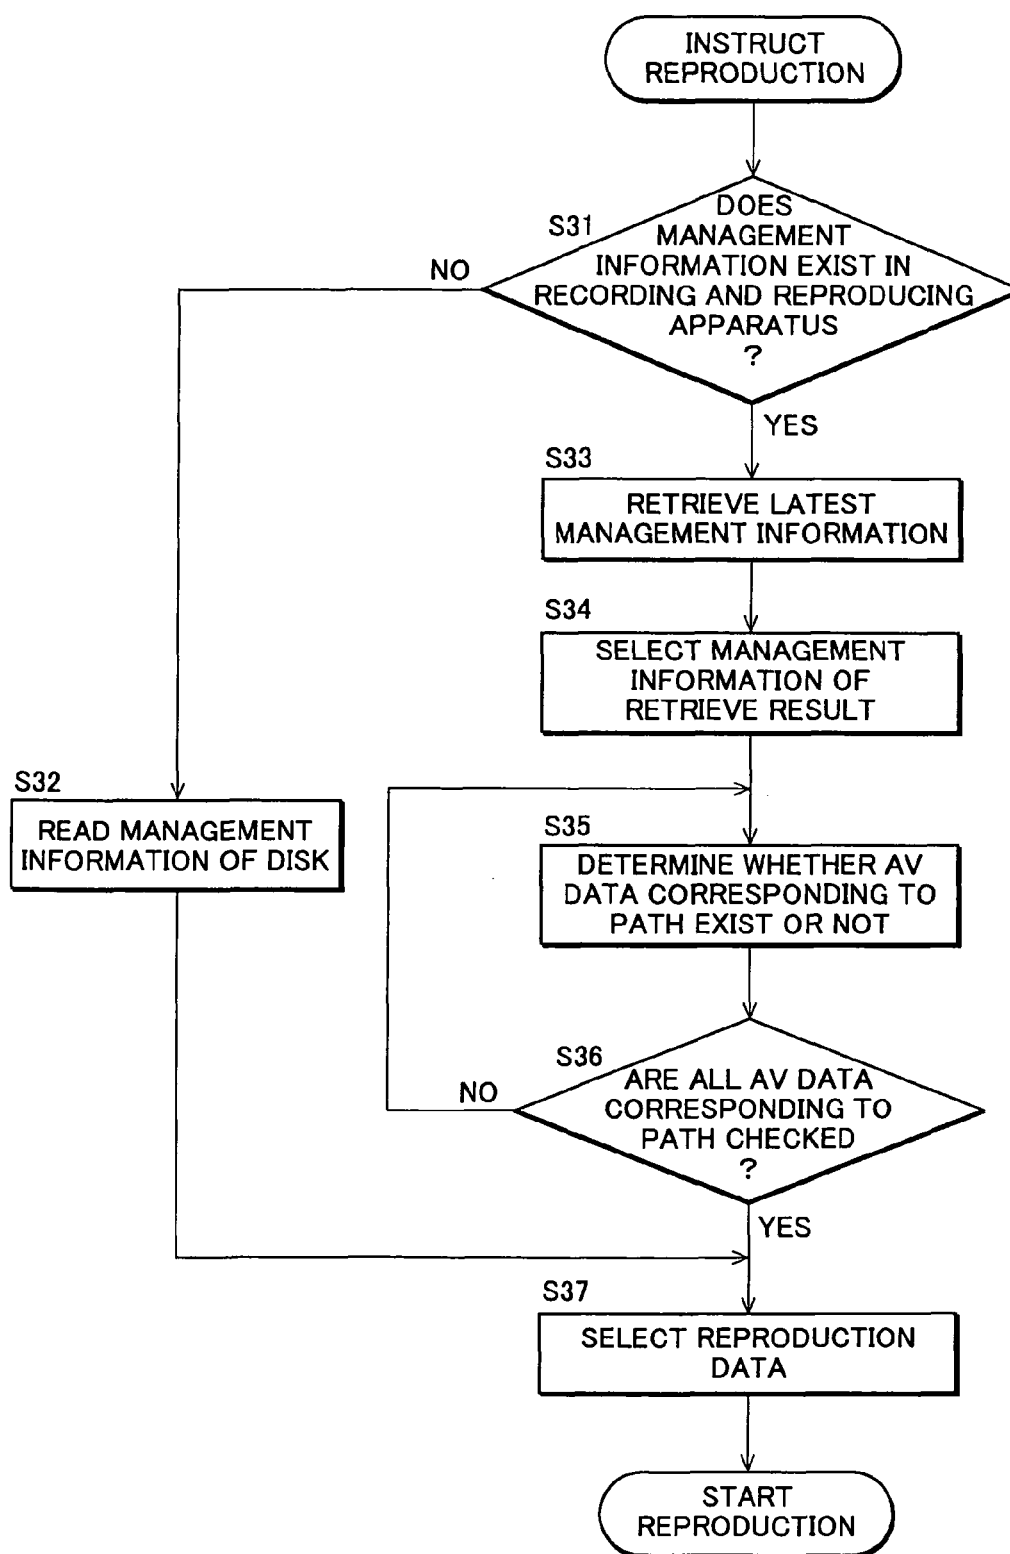 INSTRUCT
REPRODUCTION
S31
DOES
MANAGEMENT
INFORMATION EXIST IN
RECORDING AND REPRODUCING
APPARATUS
?
NO
YES
S33
RETRIEVE LATEST
MANAGEMENT INFORMATION
S34
SELECT MANAGEMENT
INFORMATION OF
RETRIEVE RESULT
S32
READ MANAGEMENT
INFORMATION OF DISK
S35
DETERMINE WHETHER AV
DATA CORRESPONDING TO
PATH EXIST OR NOT
S36
NO
ARE ALL AV DATA
CORRESPONDING TO
PATH CHECKED
?
YES
S37
SELECT REPRODUCTION
DATA
START
REPRODUCTION